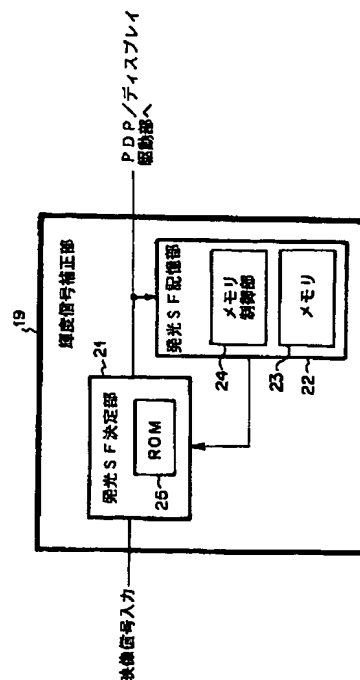 19
輝度信号補正部
映像信号入力
21
発光SF決定部
ROM
25
PDP/ディスプレイ
駆動部へ
発光SF記憶部
メモリ
制御部
24
メモリ
23
22